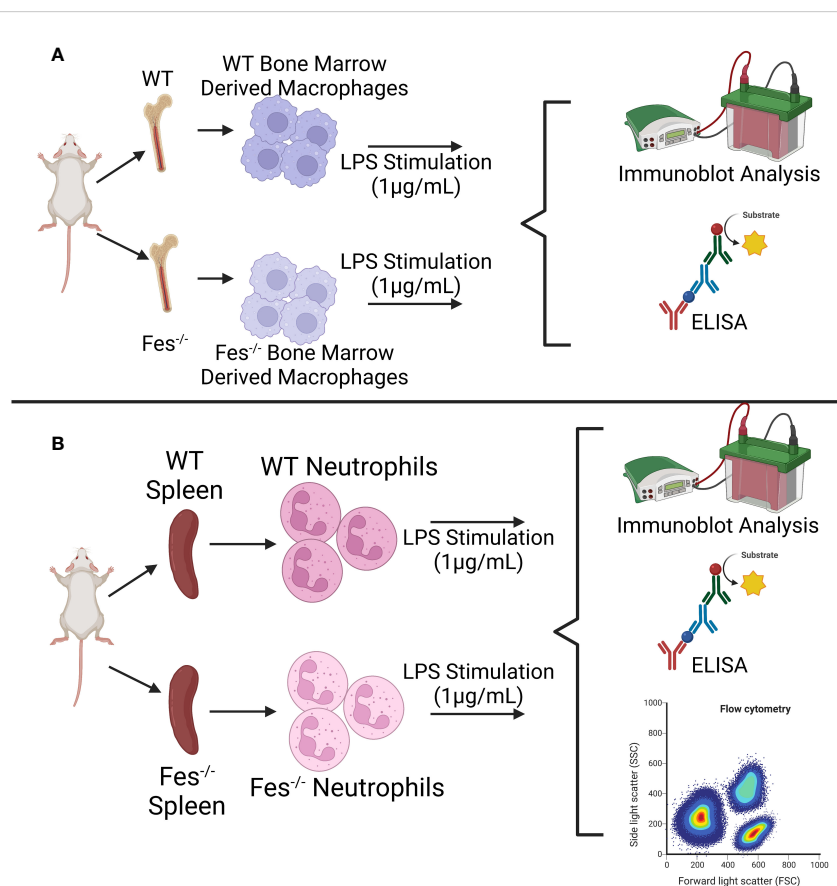 A
WT
WT Bone Marrow
Derived Macrophages
LPS Stimulation
(1µg/mL)
Immunoblot Analysis
Substrate
ELISA
LPS Stimulation
(1µg/mL)
Fes-/-
Fes-/- Bone Marrow
Derived Macrophages
B
WT
Spleen
WT Neutrophils
LPS Stimulation
(1µg/mL)
Immunoblot Analysis
Substrate
ELISA
LPS Stimulation
(1µg/mL)
Fes-/-
Spleen
Fes-/- Neutrophils
Flow cytometry
Side light scatter (SSC)
1000
800
600
400
200
0
0 200 400 600 800 1000
Forward light scatter (FSC)